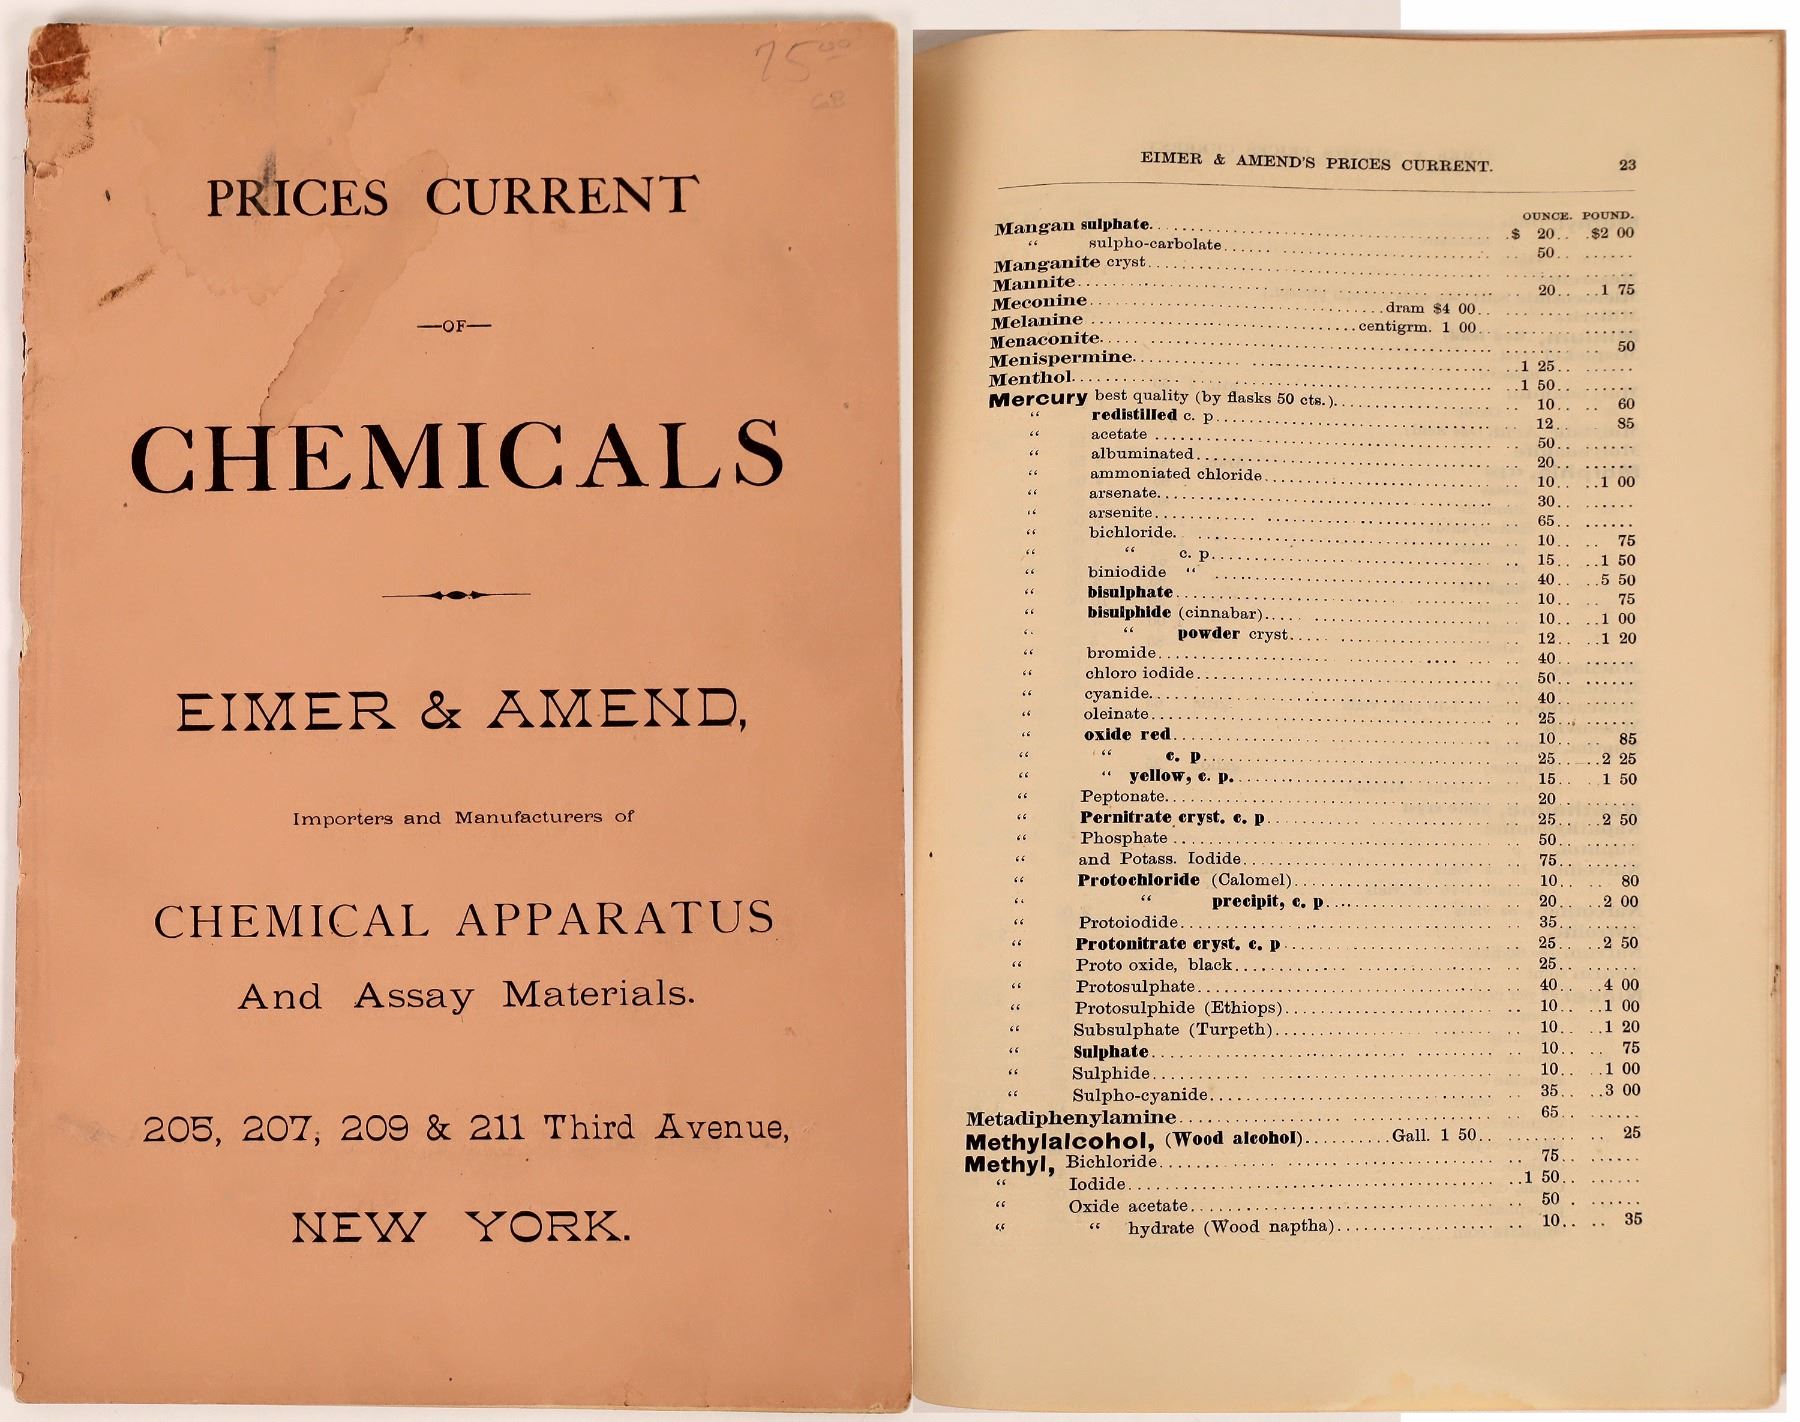 75 00
GB
PRICES CURRENT
—OF—
CHEMICALS
EIMER & AMEND,
Importers and Manufacturers of
CHEMICAL APPARATUS
And Assay Materials.
205, 207, 209 & 211 Third Avenue,
NEW YORK.
EIMER & AMEND'S PRICES CURRENT. 23
OUNCE. POUND.
Mangan sulphate. $ 20 $2 00
“ sulpho-carbolate 50
Manganite cryst
Mannite 20 1 75
Meconine dram $4 00
Melanine centigrm. 1 00
Menaconite 50
Menispermine 1 25
Menthol 1 50
Mercury best quality (by flasks 50 cts.) 10 60
“ redistilled c. p 12 85
“ acetate 50
“ albuminated 20
“ ammoniated chloride 10 1 00
“ arsenate 30
“ arsenite 65
“ bichloride 10 75
“ “ c. p 15 1 50
“ biniodide “ 40 5 50
“ bisulphate 10 75
“ bisulphide (cinnabar) 10 1 00
“ “ powder cryst 12 1 20
“ bromide 40
“ chloro iodide 50
“ cyanide 40
“ oleinate 25
“ oxide red 10 85
“ “ c. p 25 2 25
“ “ yellow, c. p. 15 1 50
“ Peptonate 20
“ Pernitrate cryst. c. p 25 2 50
“ Phosphate 50
“ and Potass. Iodide 75
“ Protochloride (Calomel) 10 80
“ “ precipit, c. p 20 2 00
“ Protoiodide 35
“ Protonitrate cryst. c. p 25 2 50
“ Proto oxide, black 25
“ Protosulphate 40 4 00
“ Protosulphide (Ethiops) 10 1 00
“ Subsulphate (Turpeth) 10 1 20
“ Sulphate 10 75
“ Sulphide 10 1 00
“ Sulpho-cyanide 35 3 00
Metadiphenylamine 65
Methylalcohol, (Wood alcohol) Gall. 1 50 25
Methyl, Bichloride 75
“ Iodide 1 50
“ Oxide acetate 50
“ “ hydrate (Wood naptha) 10 35